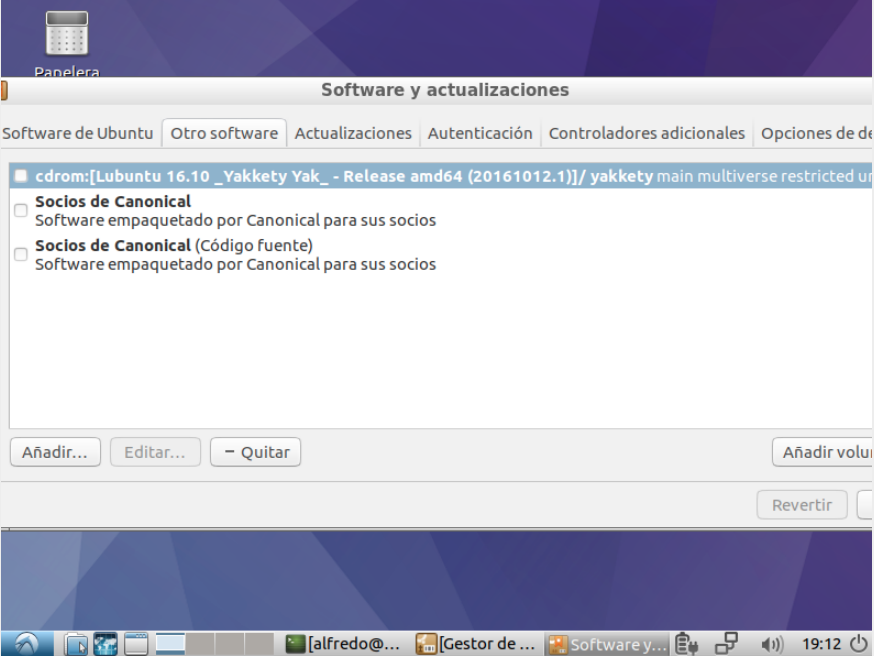 Papelera
Software y actualizaciones
Software de Ubuntu Otro software Actualizaciones Autenticación Controladores adicionales Opciones de de
cdrom:[Lubuntu 16.10 _Yakkety Yak_ - Release amd64 (20161012.1)]/ yakkety main multiverse restricted un
Socios de Canonical
Software empaquetado por Canonical para sus socios
Socios de Canonical (Código fuente)
Software empaquetado por Canonical para sus socios
Añadir... Editar... − Quitar Añadir volu
Revertir
[alfredo@... [Gestor de ... Software y... 19:12